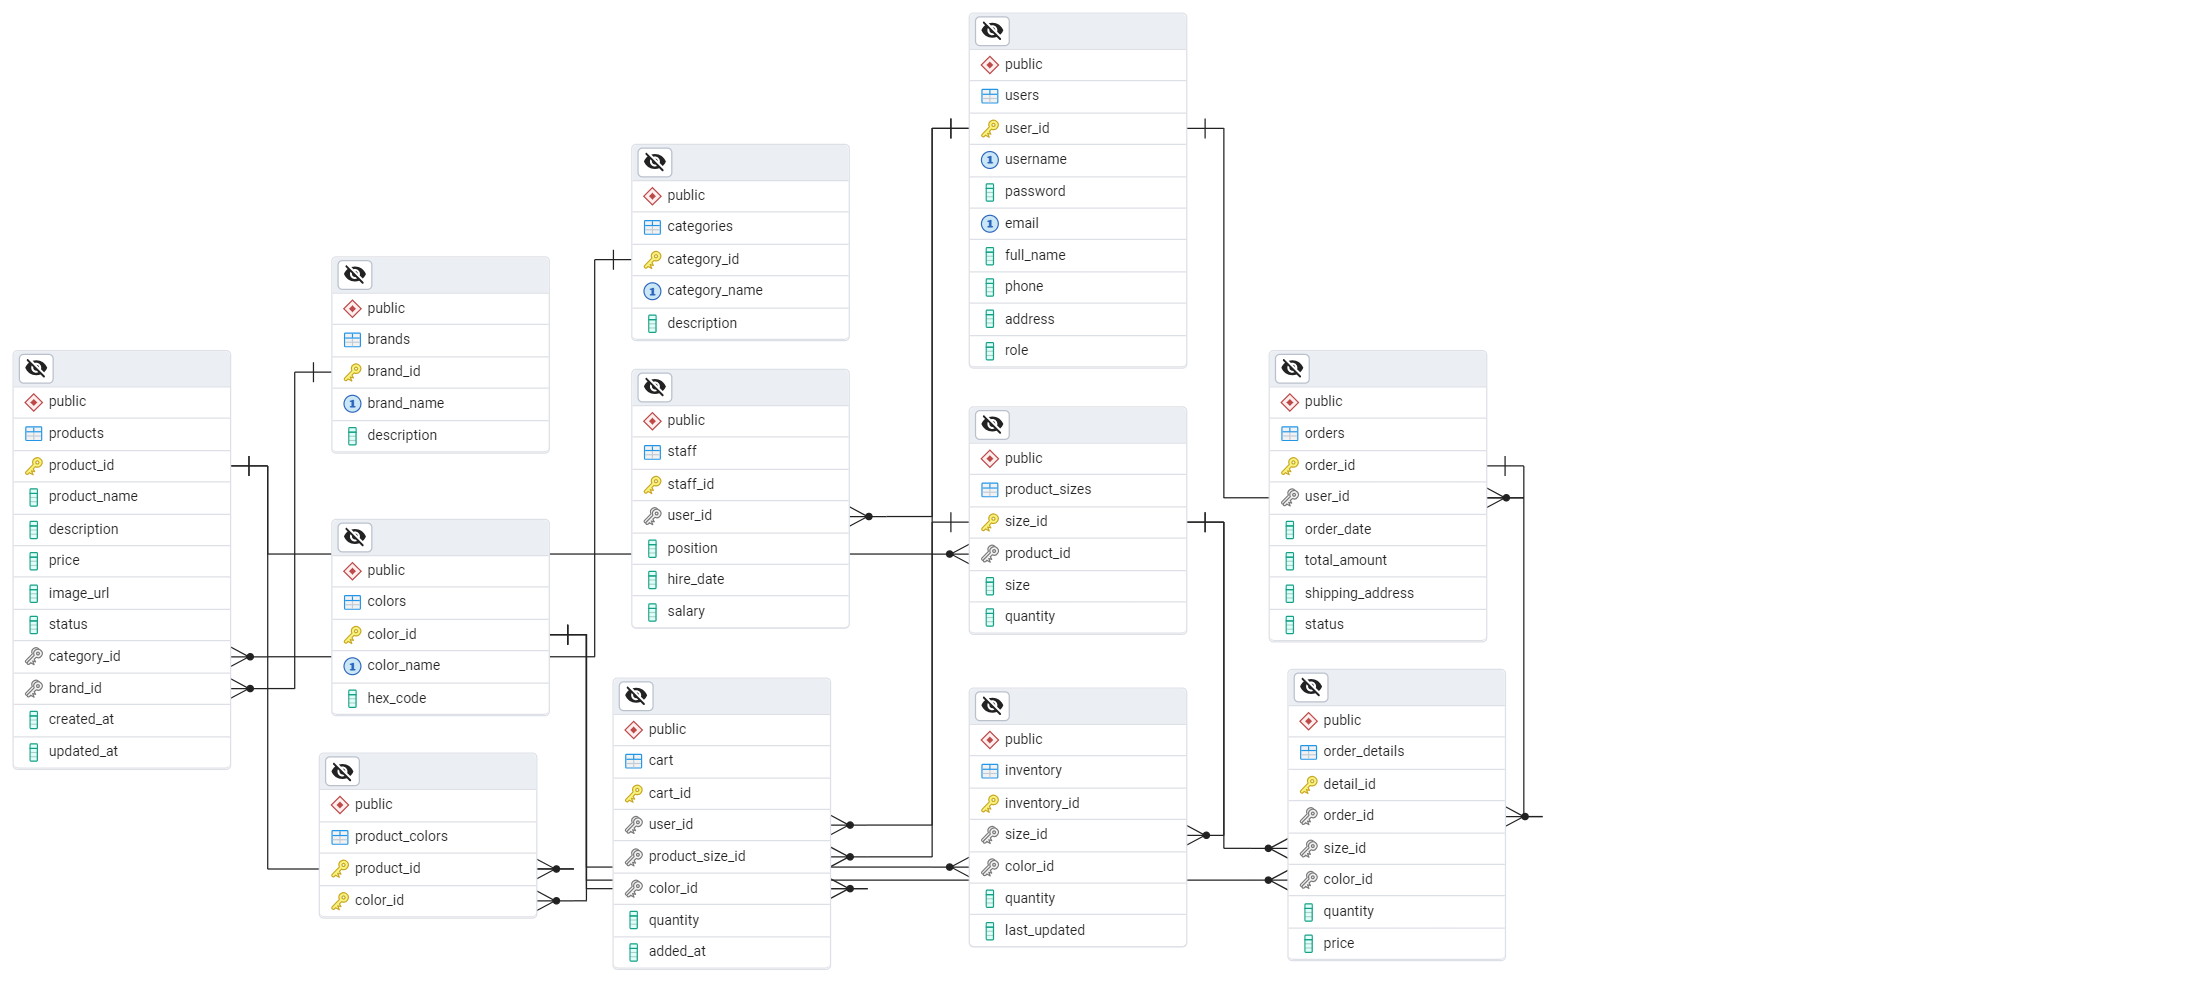 public
products
product_id
product_name
description
price
image_url
status
category_id
brand_id
created_at
updated_at
public
brands
brand_id
brand_name
description
public
colors
color_id
color_name
hex_code
public
product_colors
product_id
color_id
public
categories
category_id
category_name
description
public
staff
staff_id
user_id
position
hire_date
salary
public
cart
cart_id
user_id
product_size_id
color_id
quantity
added_at
public
users
user_id
username
password
email
full_name
phone
address
role
public
product_sizes
size_id
product_id
size
quantity
public
inventory
inventory_id
size_id
color_id
quantity
last_updated
public
orders
order_id
user_id
order_date
total_amount
shipping_address
status
public
order_details
detail_id
order_id
size_id
color_id
quantity
price